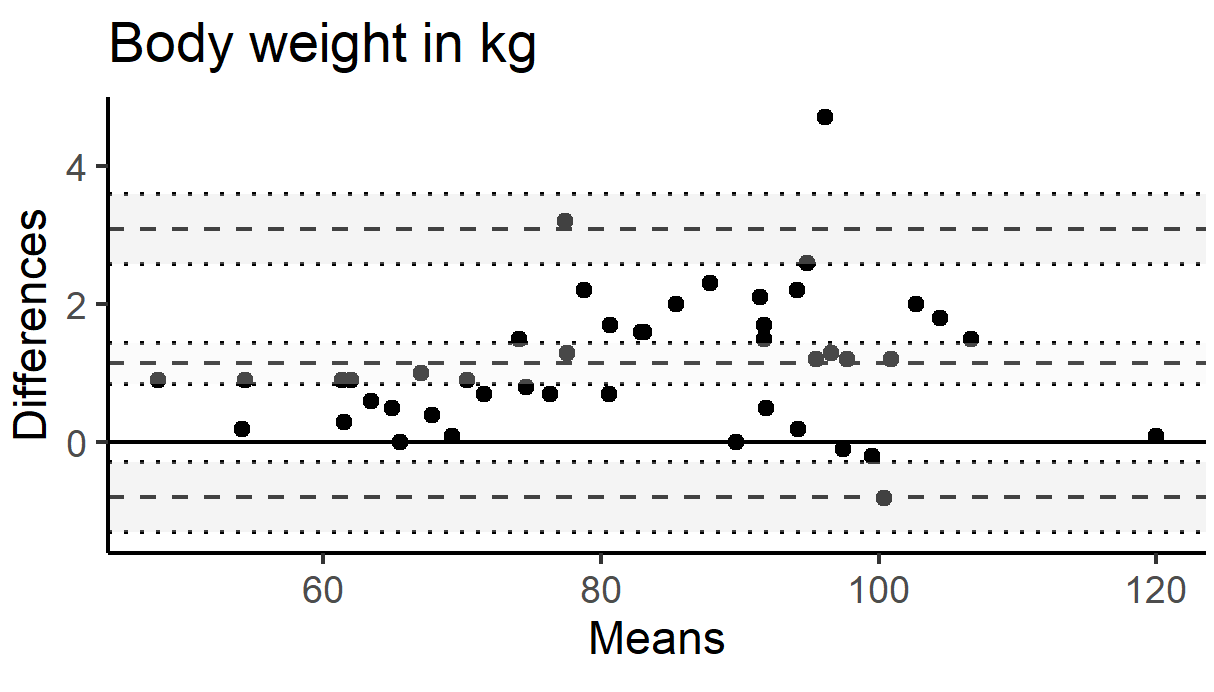 Body weight in kg
Differences
4
2
0
60 80 100 120
Means